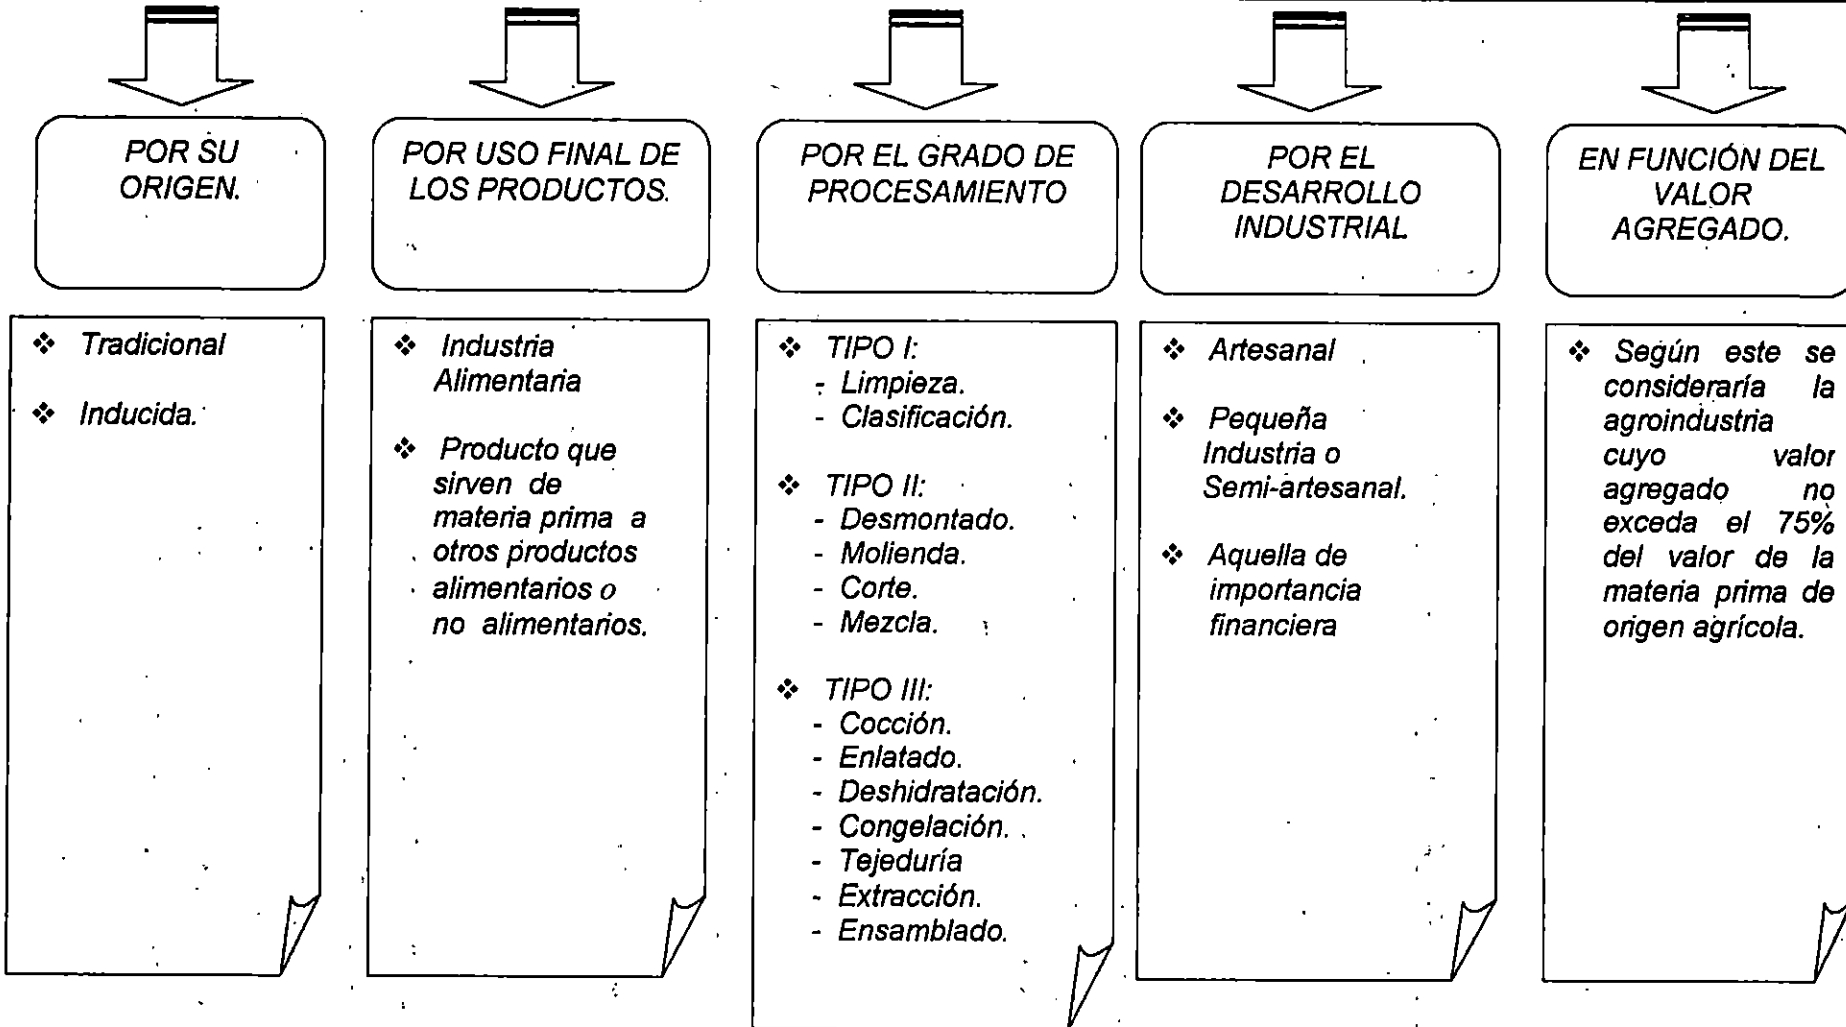 POR SU
ORIGEN.
❖ Tradicional
❖ Inducida.
POR USO FINAL DE
LOS PRODUCTOS.
❖ Industria
Alimentaria
❖ Producto que
sirven de
materia prima a
otros productos
alimentarios o
no alimentarios.
POR EL GRADO DE
PROCESAMIENTO
❖ TIPO I:
- Limpieza.
- Clasificación.
❖ TIPO II:
- Desmontado.
- Molienda.
- Corte.
- Mezcla.
❖ TIPO III:
- Cocción.
- Enlatado.
- Deshidratación.
- Congelación.
- Tejeduría
- Extracción.
- Ensamblado.
POR EL
DESARROLLO
INDUSTRIAL
❖ Artesanal
❖ Pequeña
Industria o
Semi-artesanal.
❖ Aquella de
importancia
financiera
EN FUNCIÓN DEL
VALOR
AGREGADO.
❖ Según este se
consideraría la
agroindustria
cuyo valor
agregado no
exceda el 75%
del valor de la
materia prima de
origen agrícola.